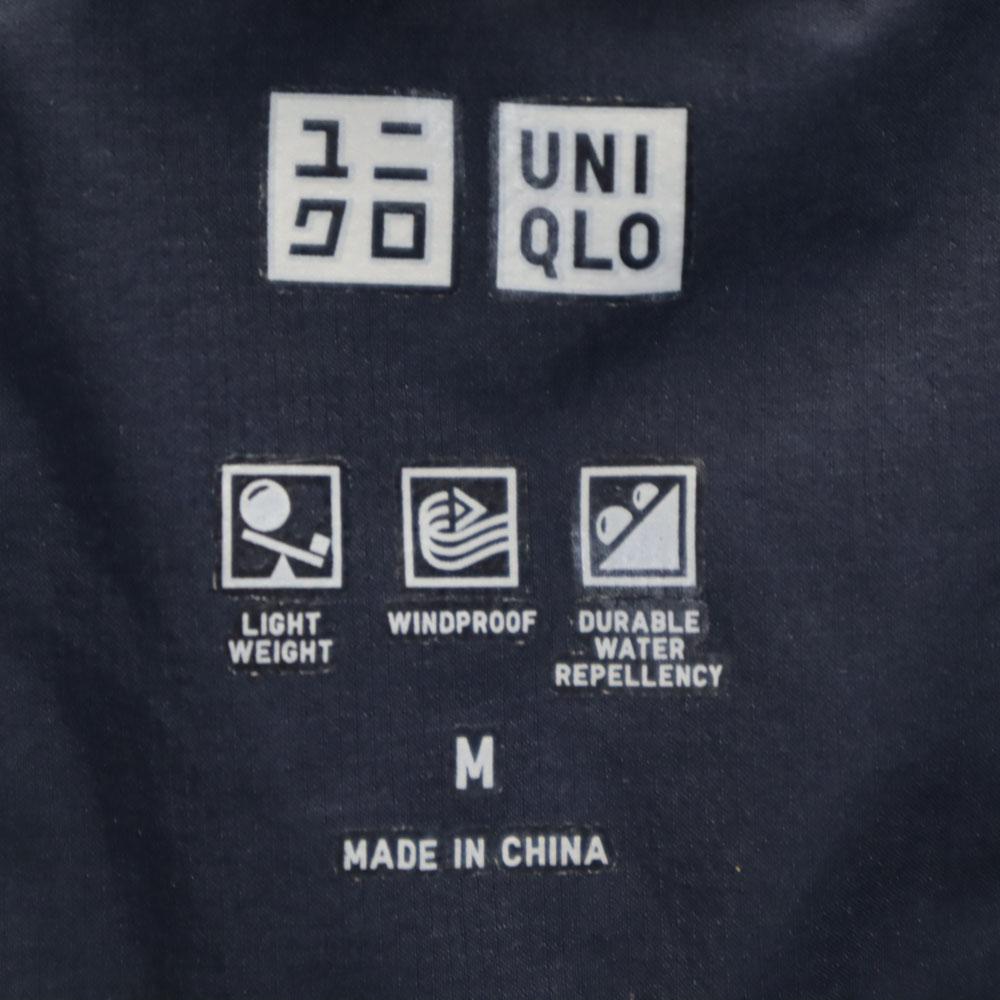 ユニ
クロ
UNI
QLO
LIGHT
WEIGHT
WINDPROOF
DURABLE
WATER
REPELLENCY
M
MADE IN CHINA